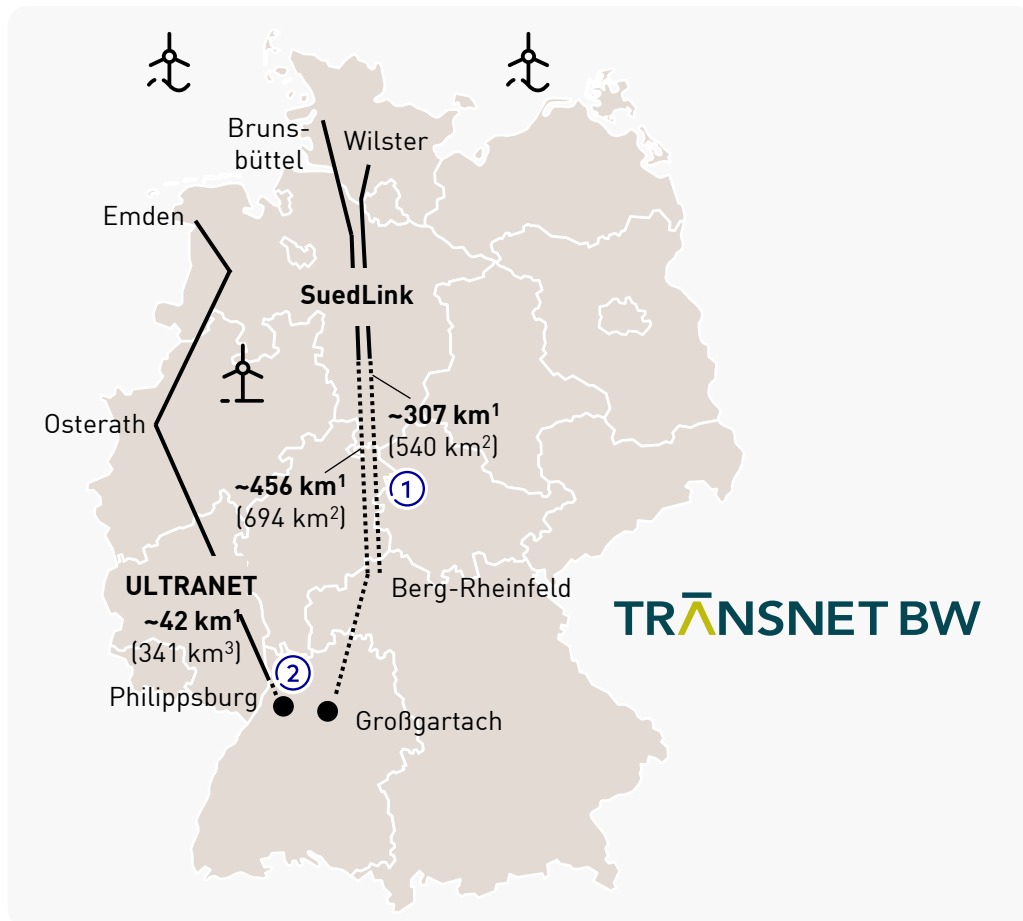 Bruns-
büttel
Wilster
Emden
SuedLink
Osterath
~307 km¹
(540 km²)
~456 km¹
(694 km²)
1
ULTRANET
~42 km¹
(341 km³)
Berg-Rheinfeld
TRANSNET BW
2
Philippsburg
Großgartach